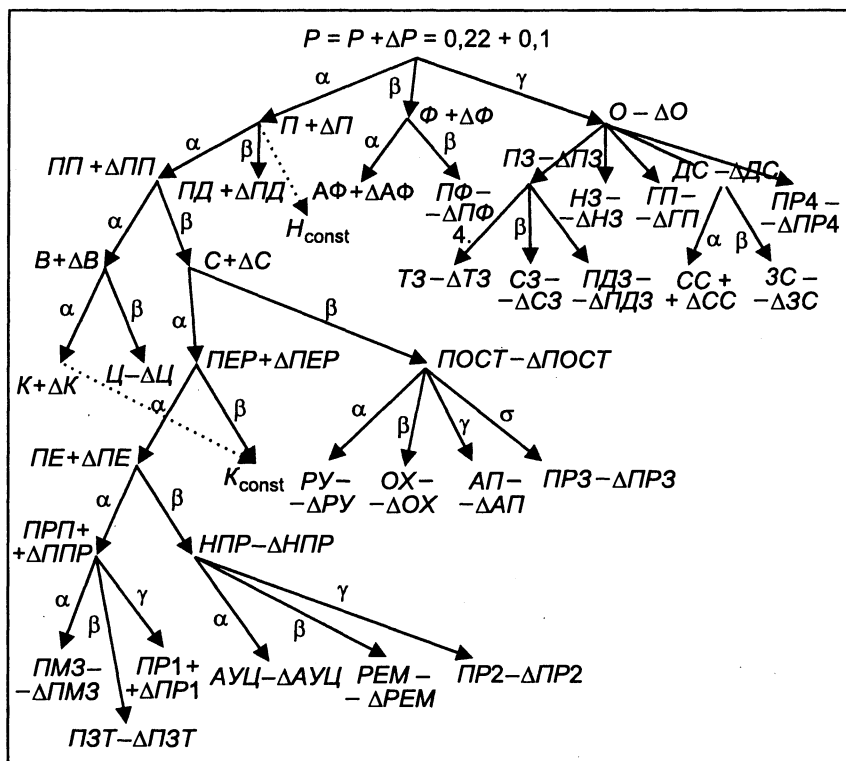 P = P + ΔP = 0,22 + 0,1
α β γ
П + ΔП Ф + ΔФ О – ΔО
α β α β
ПП + ΔПП ПД + ΔПД АФ + ΔАФ ПФ – ПЗ – ΔПЗ НЗ – ГП – ДС – ΔДС ПР4 –
– ΔПФ – ΔНЗ – ΔГП – ΔПР4
Hconst
α β 4. β α β
В + ΔВ С + ΔС ТЗ – ΔТЗ СЗ – ПДЗ – СС + ЗС –
– ΔСЗ – ΔПДЗ + ΔСС – ΔЗС
α β α β
К + ΔК Ц – ΔЦ ПЕР + ΔПЕР ПОСТ – ΔПОСТ
α β α β γ σ
ПЕ + ΔПЕ Kconst РУ – ОХ – АП – ПРЗ – ΔПРЗ
– ΔРУ – ΔОХ – ΔАП
α β
ПРП + НПР – ΔНПР
+ ΔППР
α β γ α β γ
ПМЗ – ПР1 + АУЦ – ΔАУЦ РЕМ – ПР2 – ΔПР2
– ΔПМЗ + ΔПР1 – ΔРЕМ
ПЗТ – ΔПЗТ